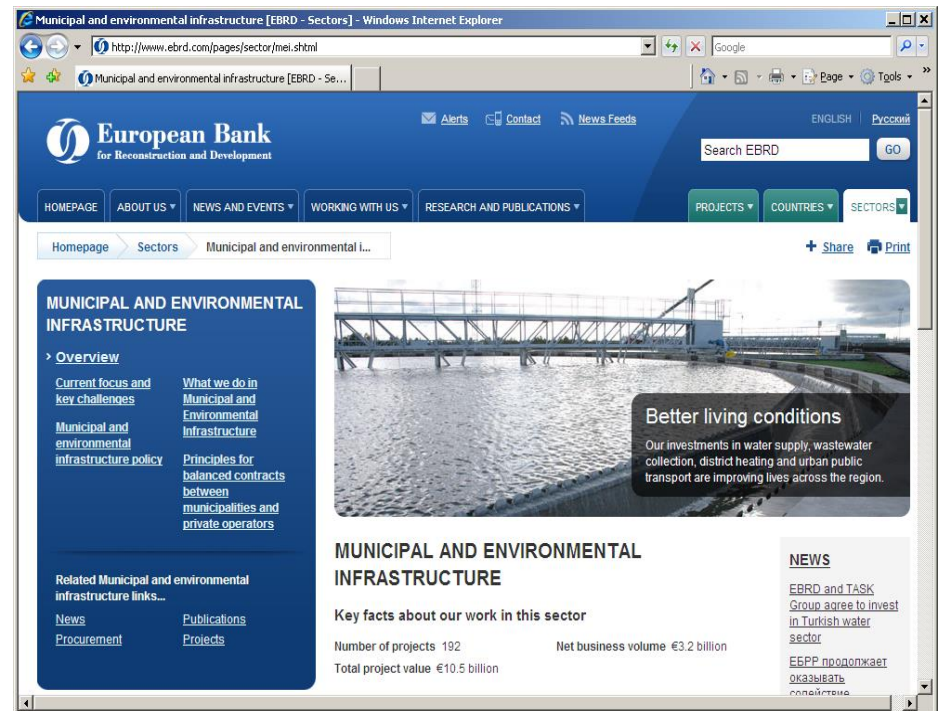 Municipal and environmental infrastructure [EBRD - Sectors] - Windows Internet Explorer
http://www.ebrd.com/pages/sector/mei.shtml
Google
Municipal and environmental infrastructure [EBRD - Se...
Page
Tools
Alerts
Contact
News Feeds
ENGLISH
Русский
European Bank
for Reconstruction and Development
Search EBRD
GO
HOMEPAGE
ABOUT US
NEWS AND EVENTS
WORKING WITH US
RESEARCH AND PUBLICATIONS
PROJECTS
COUNTRIES
SECTORS
Homepage
Sectors
Municipal and environmental i...
Share
Print
MUNICIPAL AND ENVIRONMENTAL
INFRASTRUCTURE
Overview
Current focus and
key challenges
Municipal and
environmental
infrastructure policy
What we do in
Municipal and
Environmental
Infrastructure
Principles for
balanced contracts
between
municipalities and
private operators
Related Municipal and environmental
infrastructure links...
News
Publications
Procurement
Projects
Better living conditions
Our investments in water supply, wastewater
collection, district heating and urban public
transport are improving lives across the region.
MUNICIPAL AND ENVIRONMENTAL
INFRASTRUCTURE
Key facts about our work in this sector
Number of projects 192
Net business volume €3.2 billion
Total project value €10.5 billion
NEWS
EBRD and TASK
Group agree to invest
in Turkish water
sector
ЕБРР продолжает
оказывать
содействие